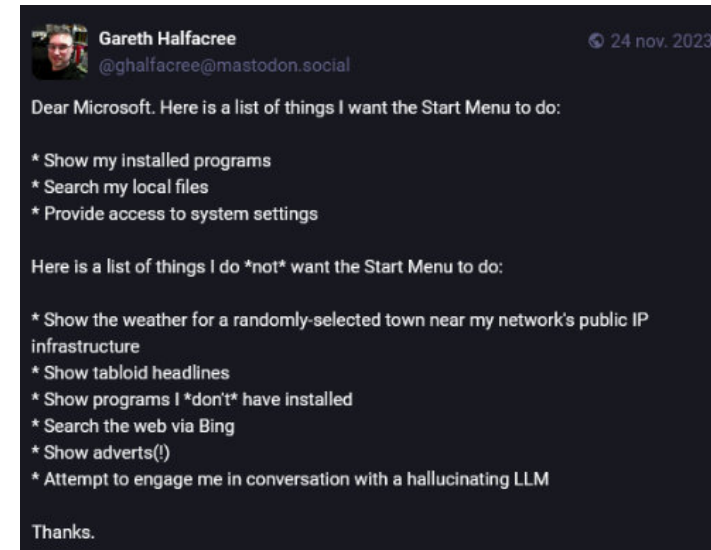 Gareth Halfacree
@ghalfacree@mastodon.social
24 nov. 2023
Dear Microsoft. Here is a list of things I want the Start Menu to do:
* Show my installed programs
* Search my local files
* Provide access to system settings
Here is a list of things I do *not* want the Start Menu to do:
* Show the weather for a randomly-selected town near my network's public IP
infrastructure
* Show tabloid headlines
* Show programs I *don't* have installed
* Search the web via Bing
* Show adverts(!)
* Attempt to engage me in conversation with a hallucinating LLM
Thanks.